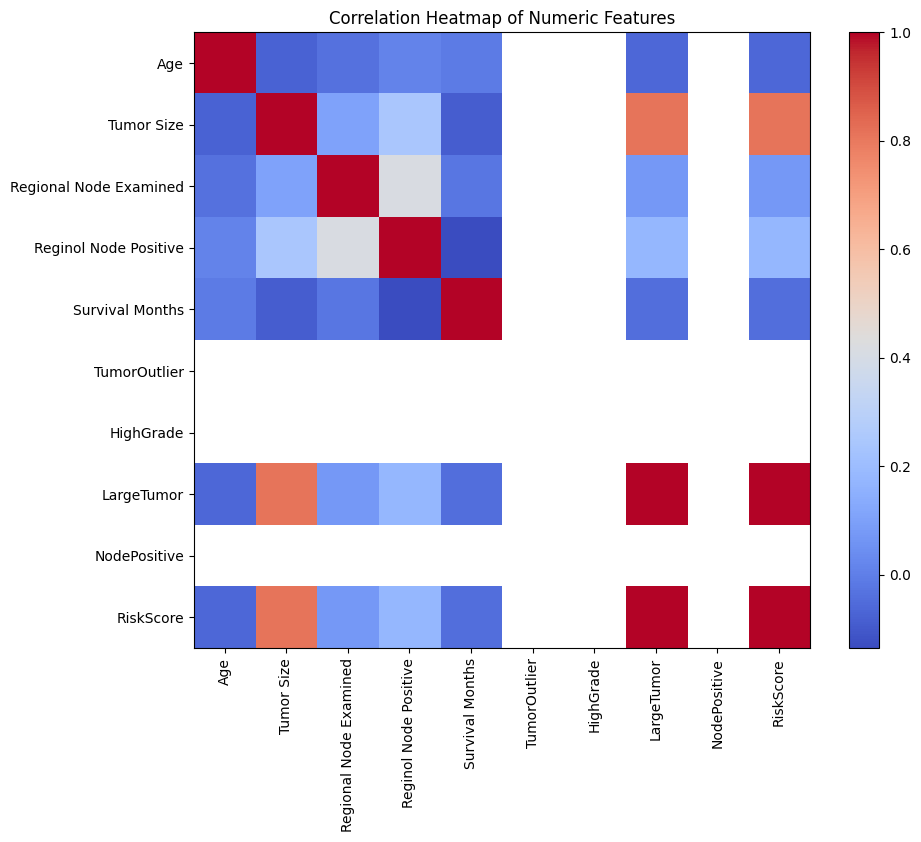 Correlation Heatmap of Numeric Features
Age
Tumor Size
Regional Node Examined
Reginol Node Positive
Survival Months
TumorOutlier
HighGrade
LargeTumor
NodePositive
RiskScore
Age
Tumor Size
Regional Node Examined
Reginol Node Positive
Survival Months
TumorOutlier
HighGrade
LargeTumor
NodePositive
RiskScore
1.0
0.8
0.6
0.4
0.2
0.0